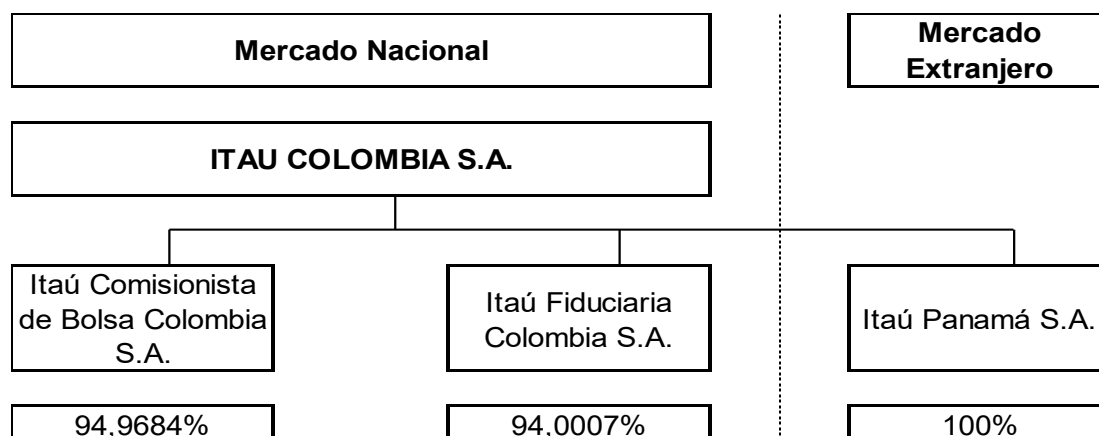 Mercado Nacional
Mercado
Extranjero
ITAU COLOMBIA S.A.
Itaú Comisionista
de Bolsa Colombia
S.A.
Itaú Fiduciaria
Colombia S.A.
Itaú Panamá S.A.
94,9684%
94,0007%
100%